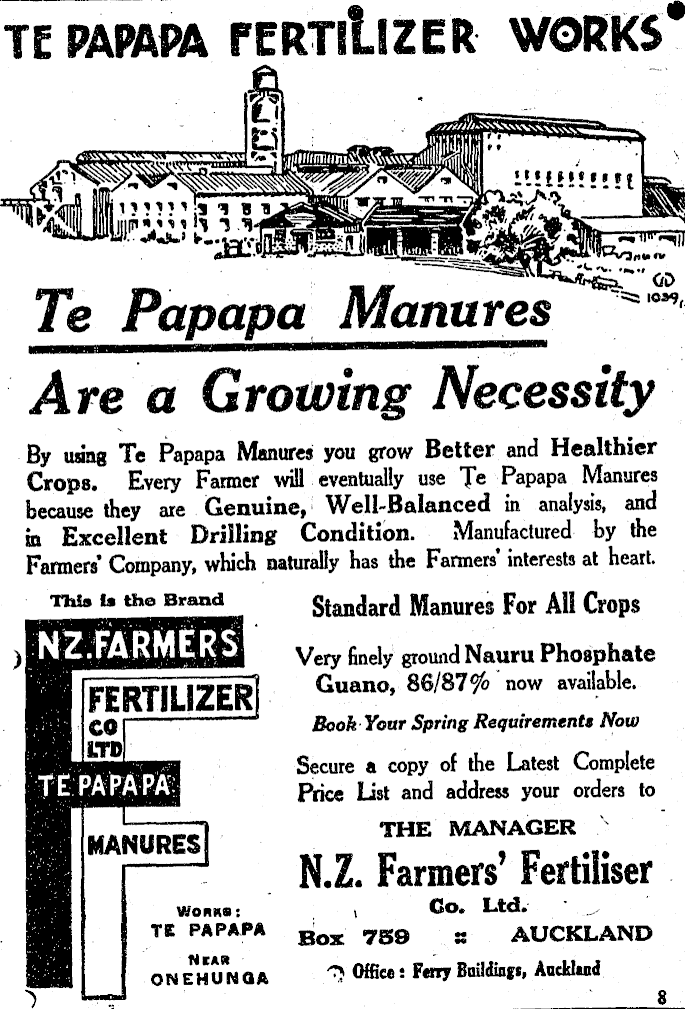 TE PAPAPA FERTILIZER WORKS
1039
Te Papapa Manures
Are a Growing Necessity
By using Te Papapa Manures you grow Better and Healthier
Crops. Every Farmer will eventually use Te Papapa Manures
because they are Genuine, Well-Balanced in analysis, and
in Excellent Drilling Condition. Manufactured by the
Farmers' Company, which naturally has the Farmers' interests at heart.
This is the Brand
NZ. FARMERS
FERTILIZER
CO
LTD
TE PAPAPA
MANURES
WORKS:
TE PAPAPA
NEAR
ONEHUNGA
Standard Manures For All Crops
Very finely ground Nauru Phosphate
Guano, 86/87% now available.
Book Your Spring Requirements Now
Secure a copy of the Latest Complete
Price List and address your orders to
THE MANAGER
N.Z. Farmers' Fertiliser
Co. Ltd.
Box 759 :: AUCKLAND
Office : Ferry Buildings, Auckland
8